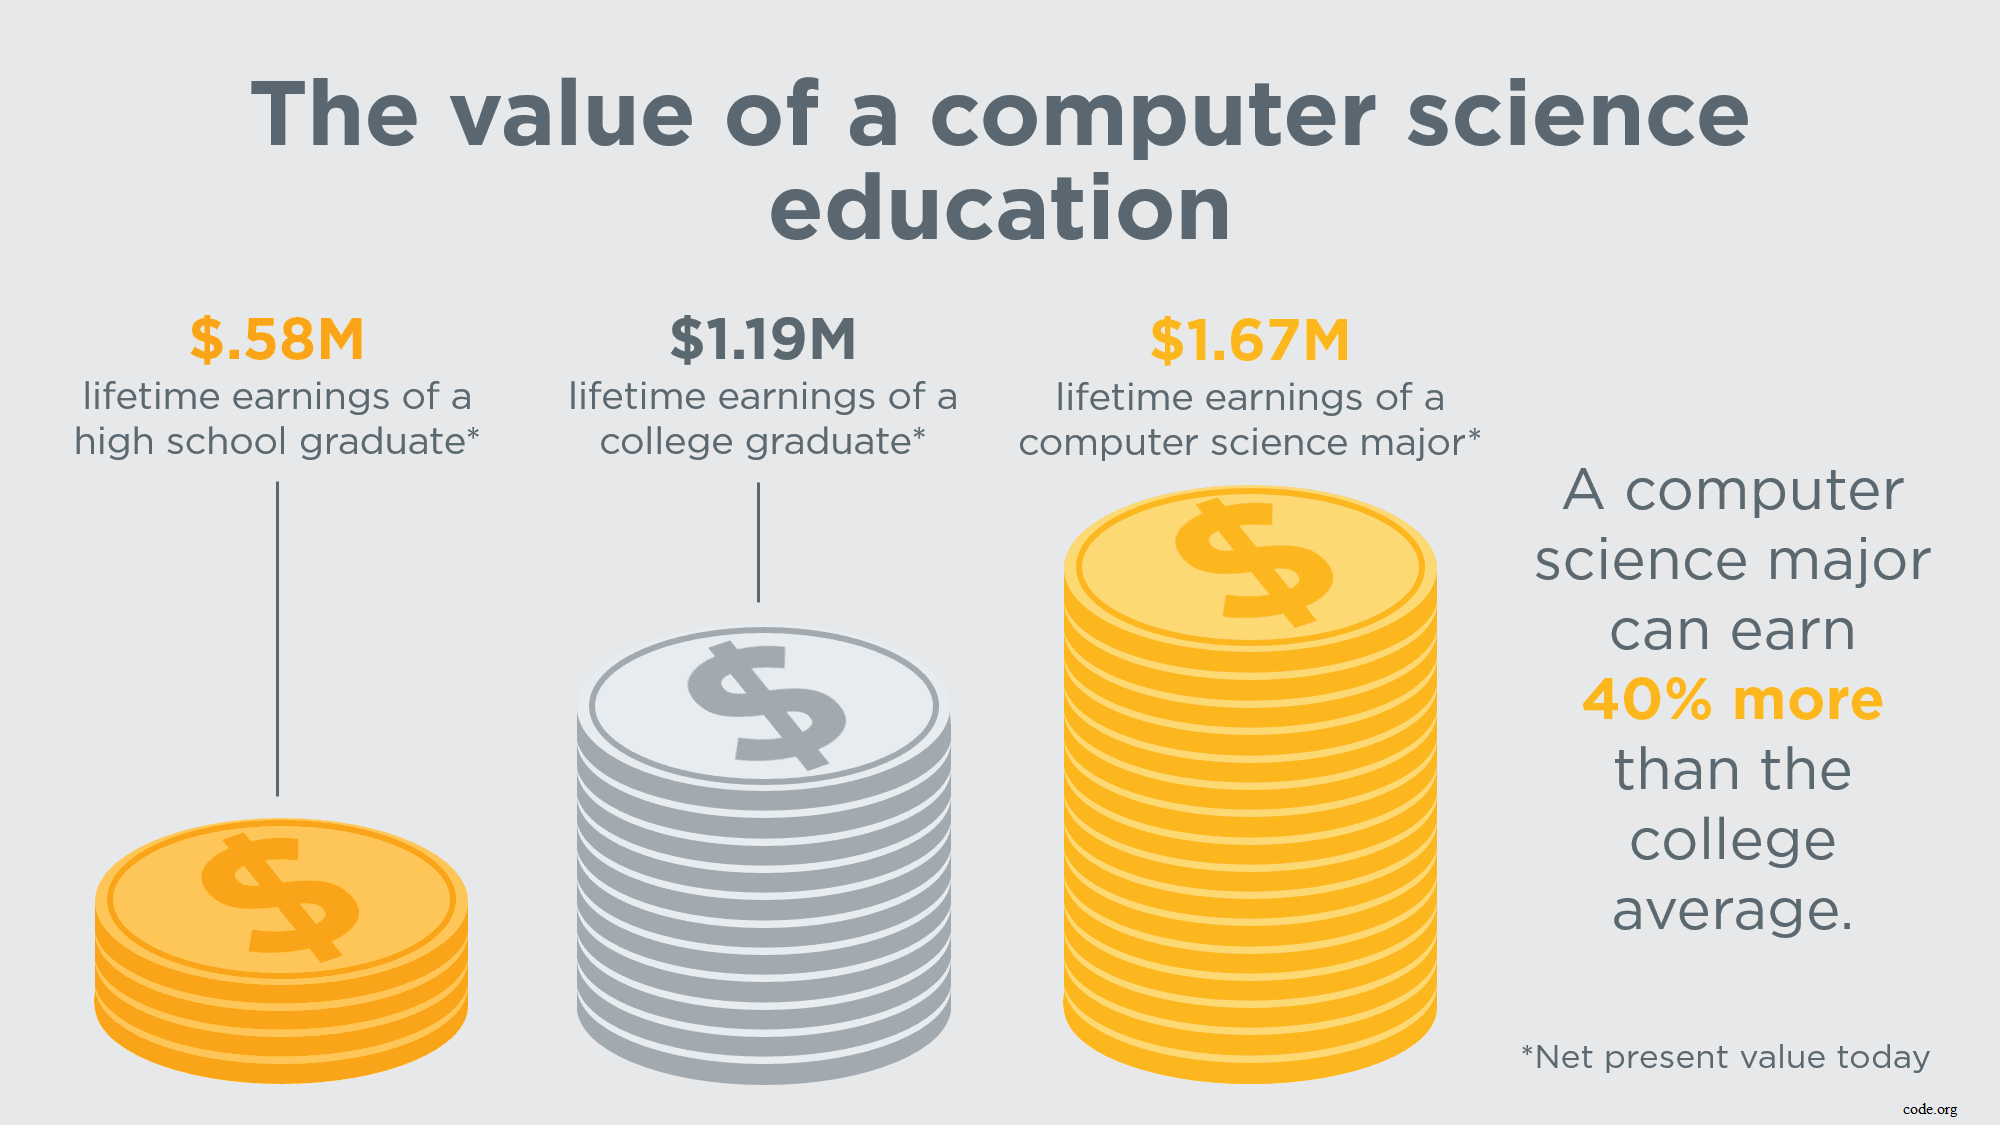 The value of a computer science
education
$.58M
lifetime earnings of a
high school graduate*
$1.19M
lifetime earnings of a
college graduate*
$1.67M
lifetime earnings of a
computer science major*
A computer
science major
can earn
40% more
than the
college
average.
*Net present value today
code.org